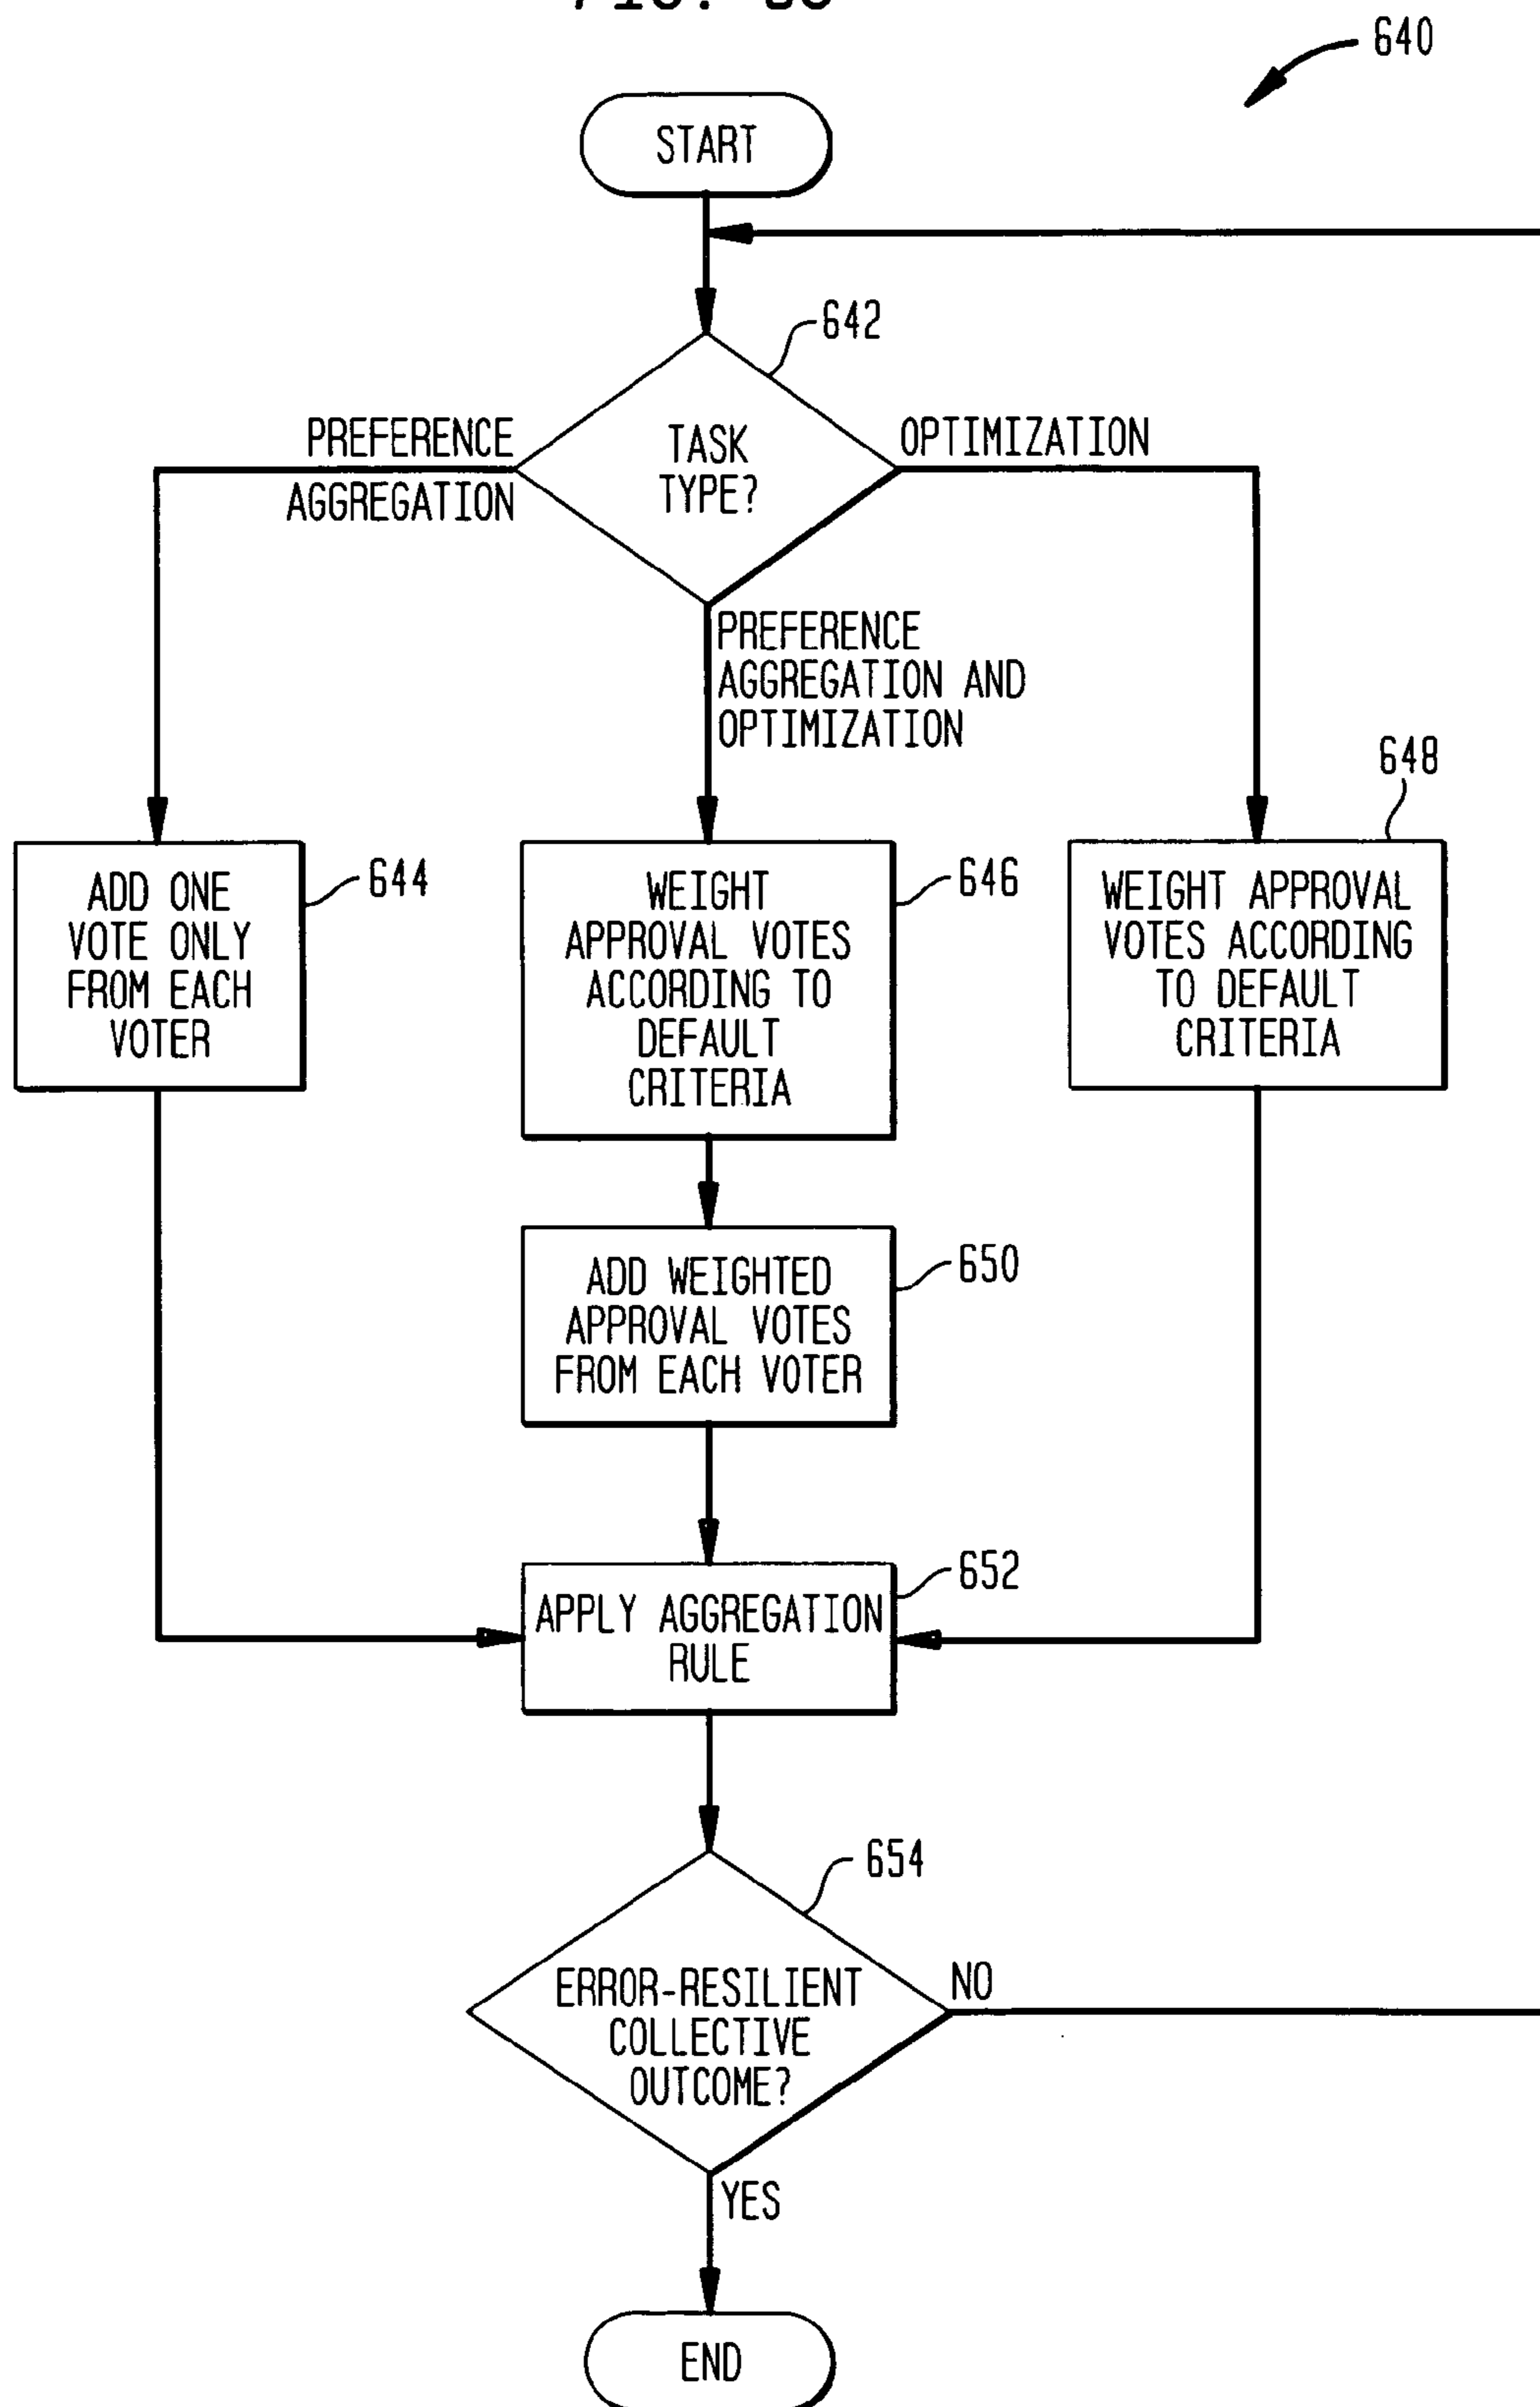 640
START
642
PREFERENCE
AGGREGATION
TASK
TYPE?
OPTIMIZATION
PREFERENCE
AGGREGATION AND
OPTIMIZATION
648
ADD ONE
VOTE ONLY
FROM EACH
VOTER
644
WEIGHT
APPROVAL VOTES
ACCORDING TO
DEFAULT
CRITERIA
646
WEIGHT APPROVAL
VOTES ACCORDING
TO DEFAULT
CRITERIA
ADD WEIGHTED
APPROVAL VOTES
FROM EACH VOTER
650
APPLY AGGREGATION
RULE
652
654
ERROR-RESILIENT
COLLECTIVE
OUTCOME?
NO
YES
END